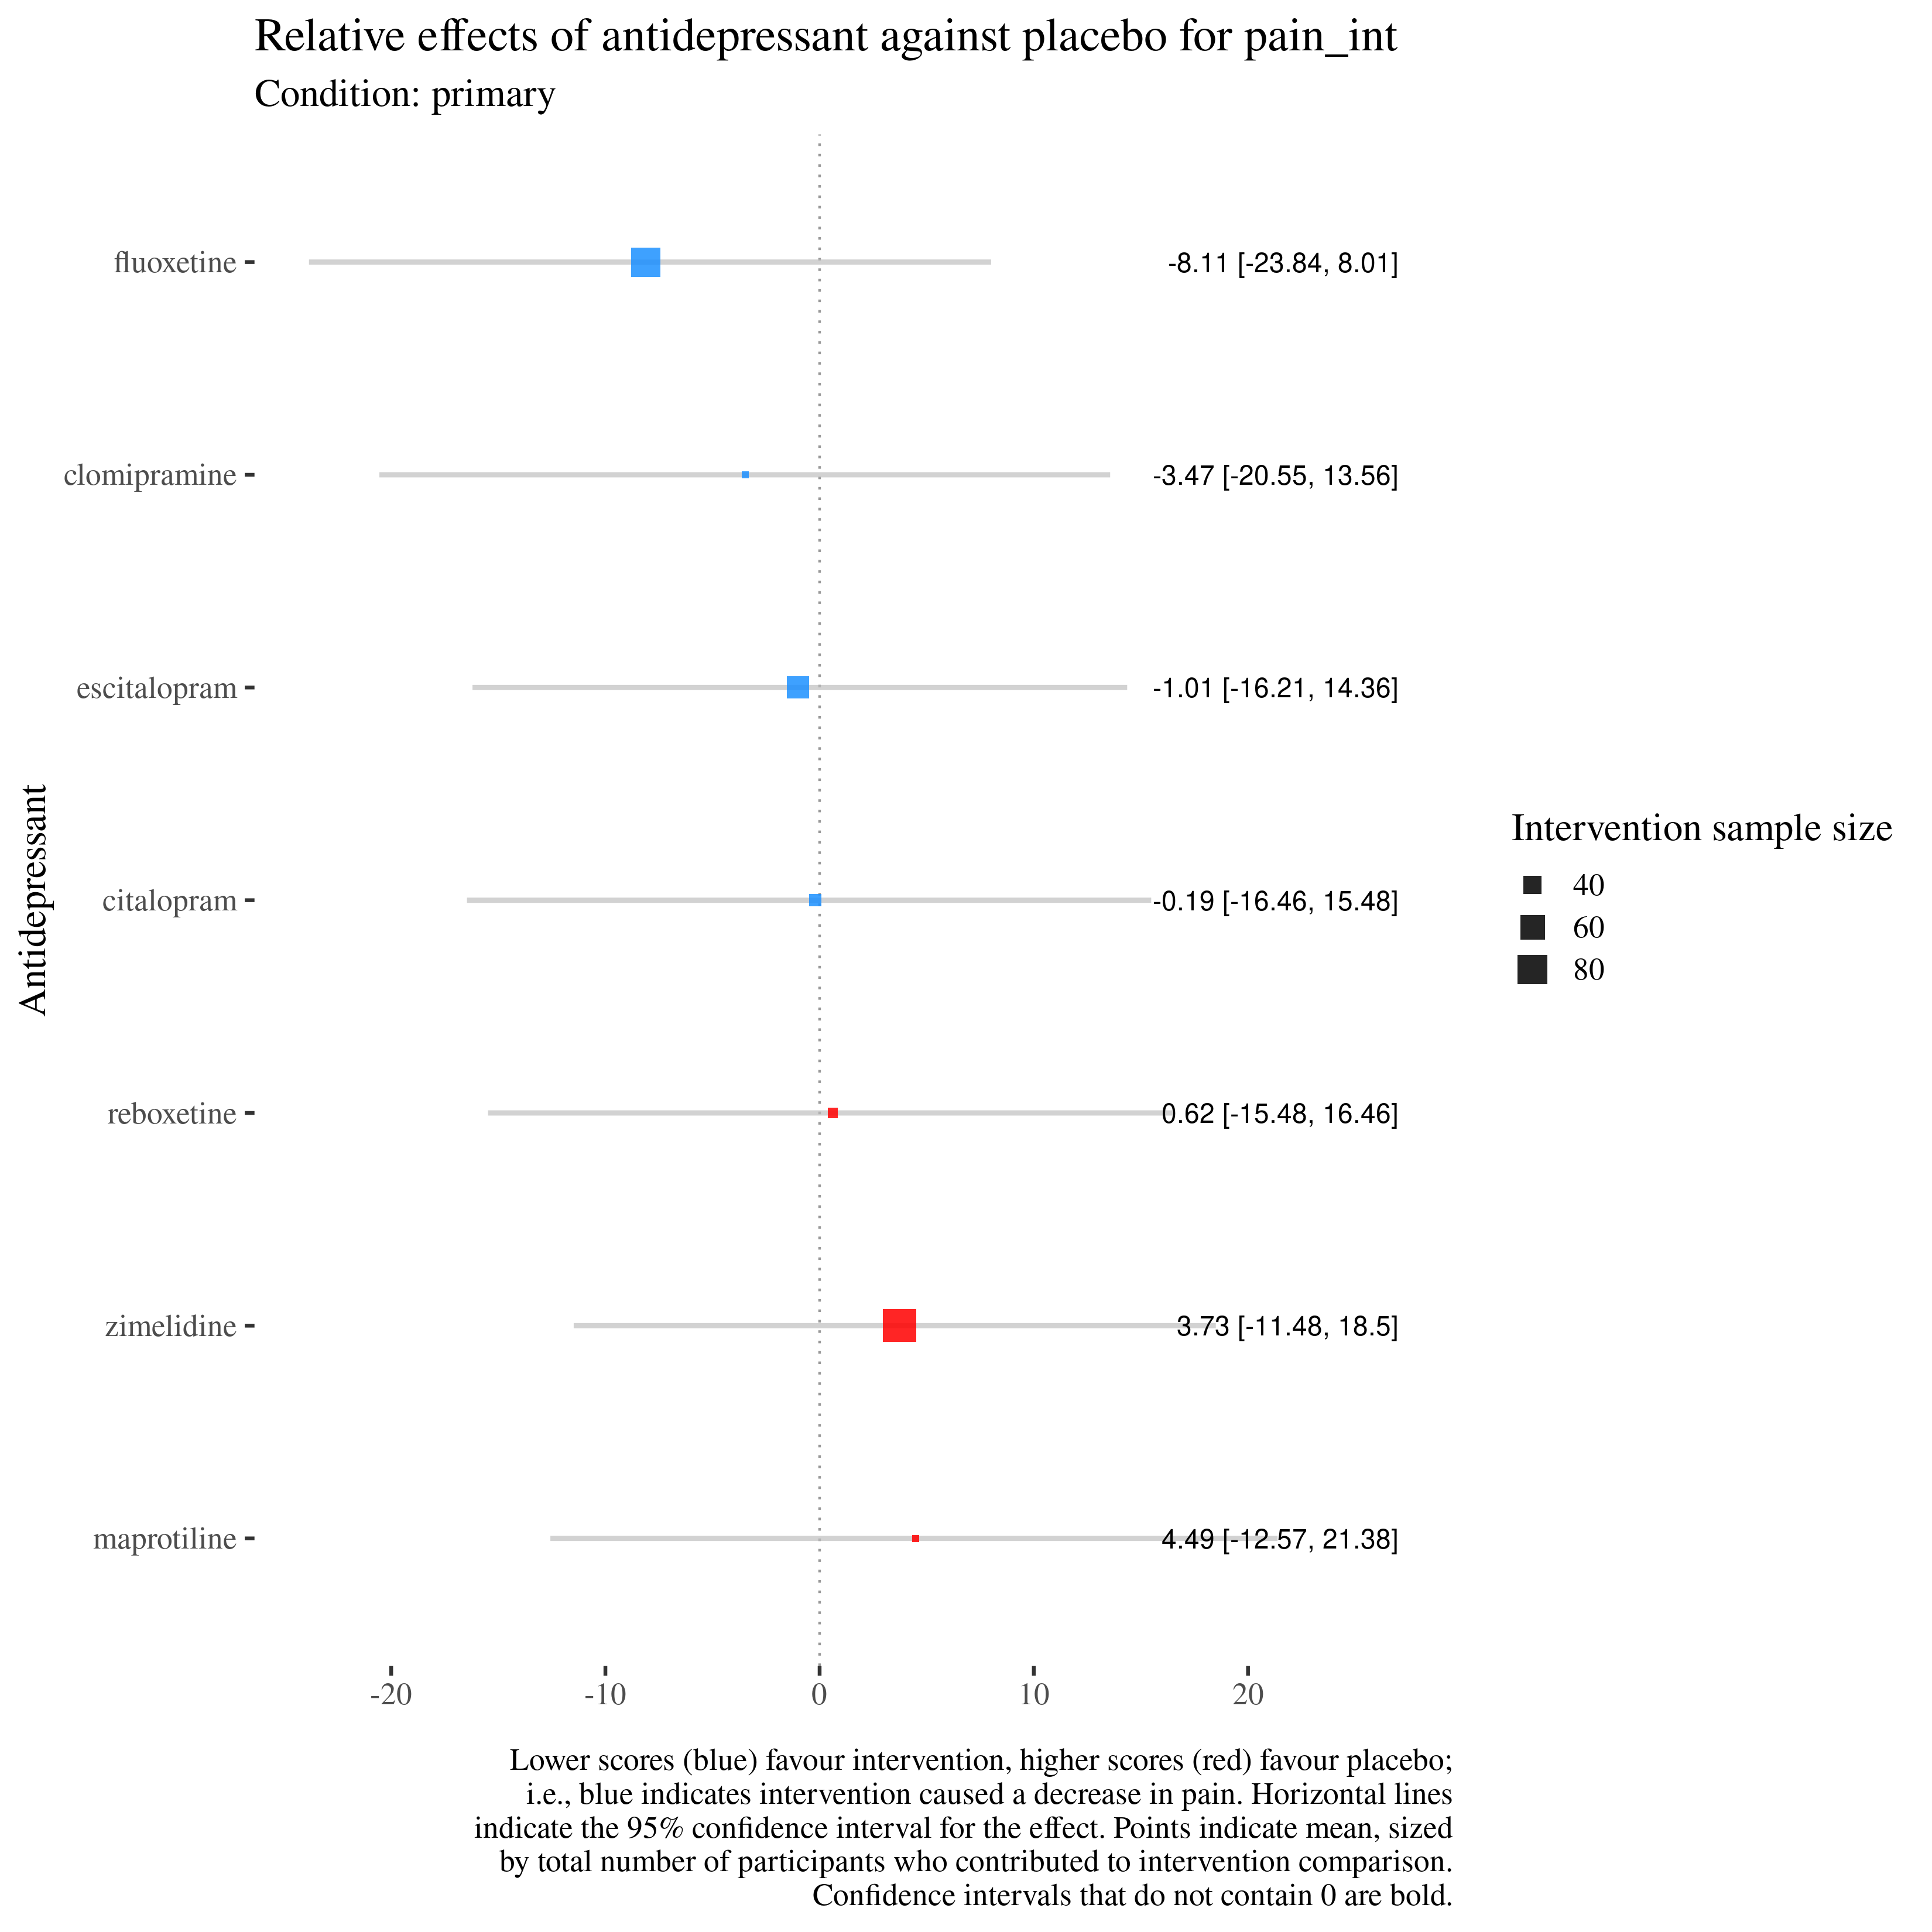 Relative effects of antidepressant against placebo for pain_int
Condition: primary
Antidepressant
fluoxetine
-8.11 [-23.84, 8.01]
clomipramine
-3.47 [-20.55, 13.56]
escitalopram
-1.01 [-16.21, 14.36]
citalopram
-0.19 [-16.46, 15.48]
reboxetine
0.62 [-15.48, 16.46]
zimelidine
3.73 [-11.48, 18.5]
maprotiline
4.49 [-12.57, 21.38]
-20 -10 0 10 20
Intervention sample size
40
60
80
Lower scores (blue) favour intervention, higher scores (red) favour placebo;
i.e., blue indicates intervention caused a decrease in pain. Horizontal lines
indicate the 95% confidence interval for the effect. Points indicate mean, sized
by total number of participants who contributed to intervention comparison.
Confidence intervals that do not contain 0 are bold.